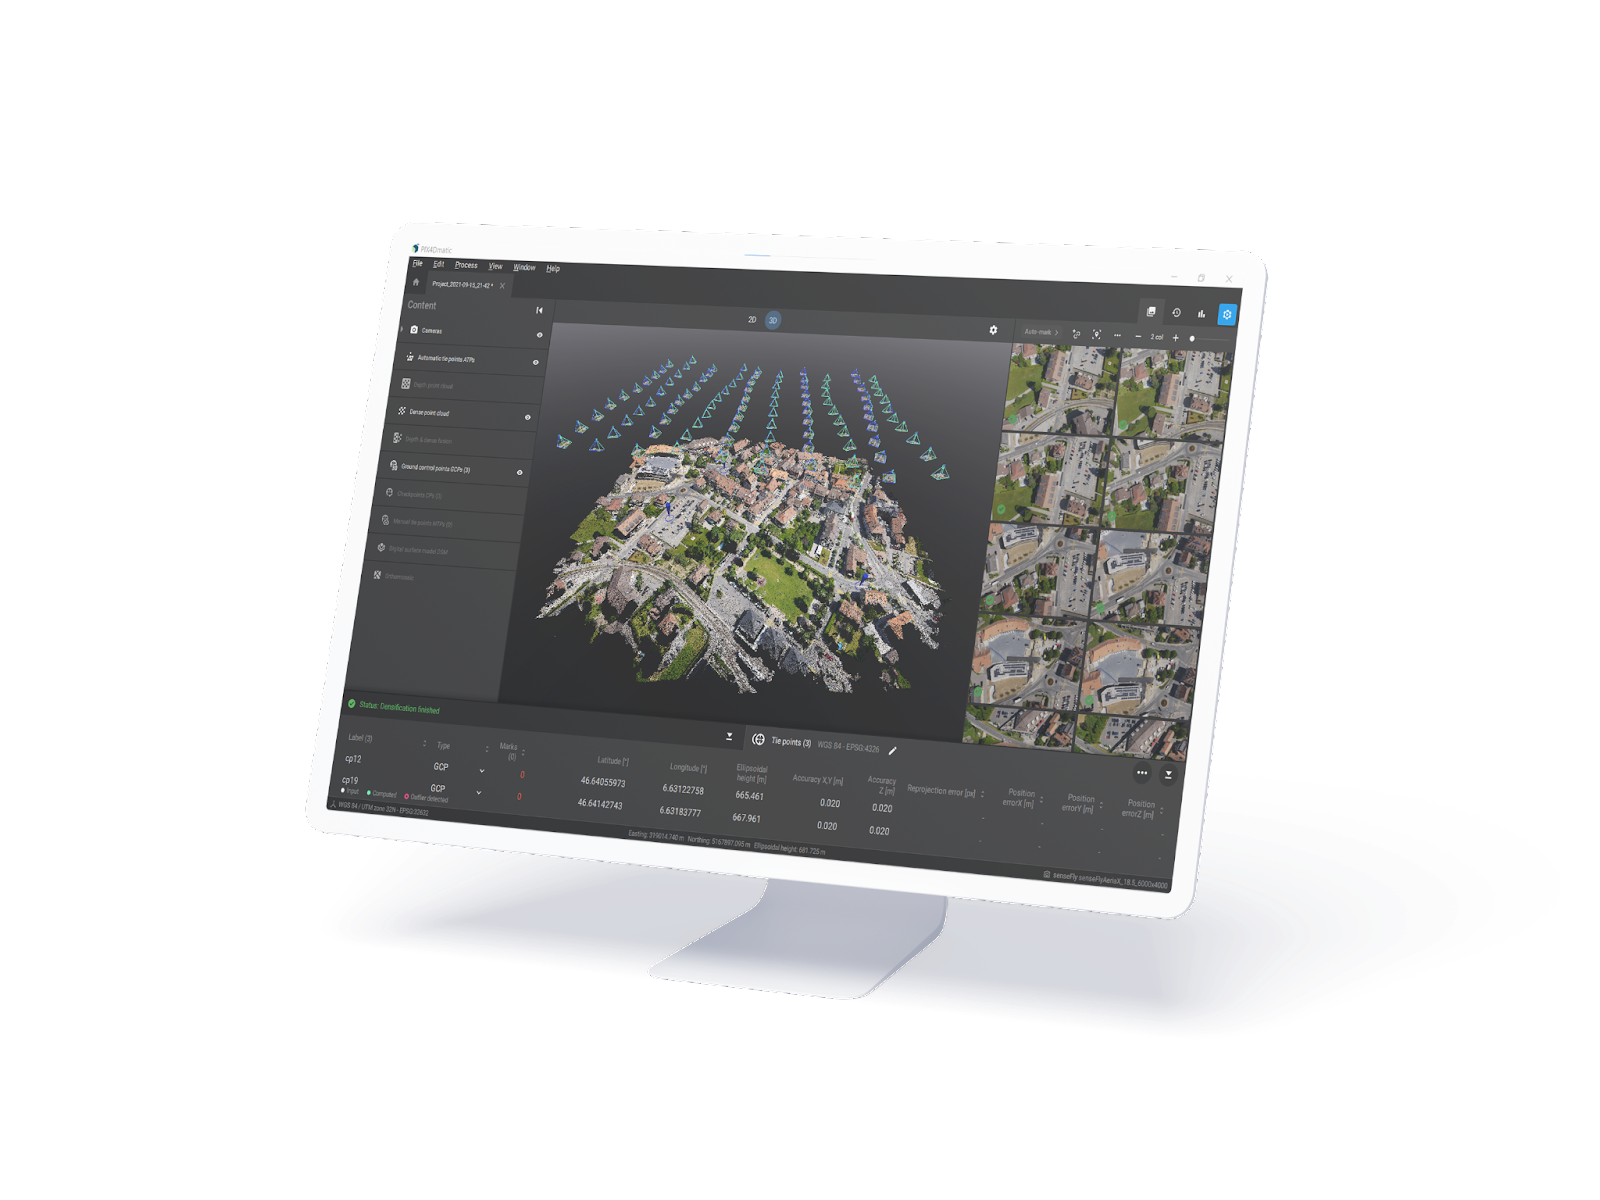 PIX4Dmatic
File Edit Process View Window Help
Project_2021-09-15_21-42 *
Content
2D 3D
Auto-mark
2 col
Cameras
Automatic tie points ATPs
Depth point cloud
Dense point cloud
Depth & dense fusion
Ground control points GCPs (3)
Checkpoints CPs (0)
Manual tie points MTPs (0)
Digital surface model DSM
Orthomosaic
Status: Densification finished
Tie points (3) WGS 84 - EPSG:4326
Label (3) Type Marks (0) Latitude [°] Longitude [°] Ellipsoidal height [m] Accuracy X,Y [m] Accuracy Z [m] Reprojection error [px] Position errorX [m] Position errorY [m] Position errorZ [m]
cp12 GCP 0 46.64055973 6.63122758 665.461 0.020 0.020 - - - -
cp19 GCP 0 46.64142743 6.63183777 667.961 0.020 0.020 - - - -
Input Computed Outlier detected
WGS 84 / UTM zone 32N - EPSG:32632
Easting: 319014.740 m Northing: 5167897.095 m Ellipsoidal height: 681.725 m
senseFly senseFlyAeriaX_18.5_6000x4000